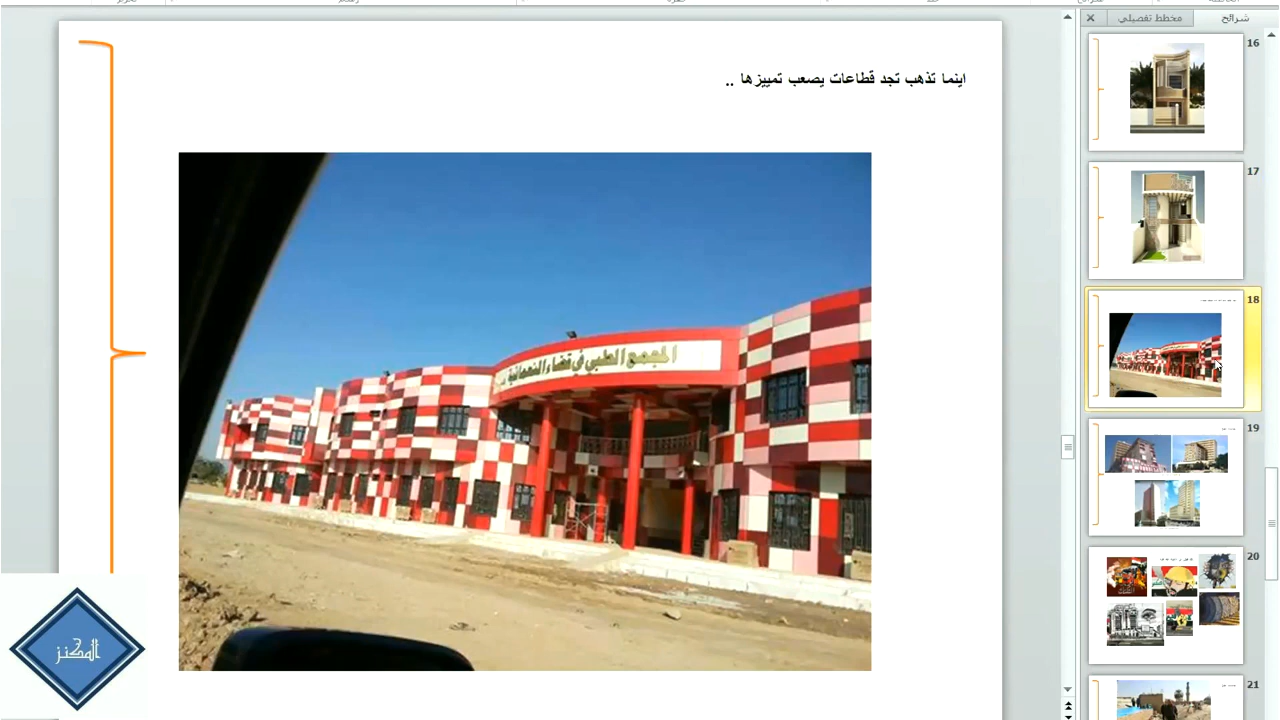 شرائح
مخطط تفصيلي
اينما تذهب تجد قطاعات يصعب تمييزها ..
المجمع الطبي في قضاء النعمانية
المكنز
16
17
18
19
20
21